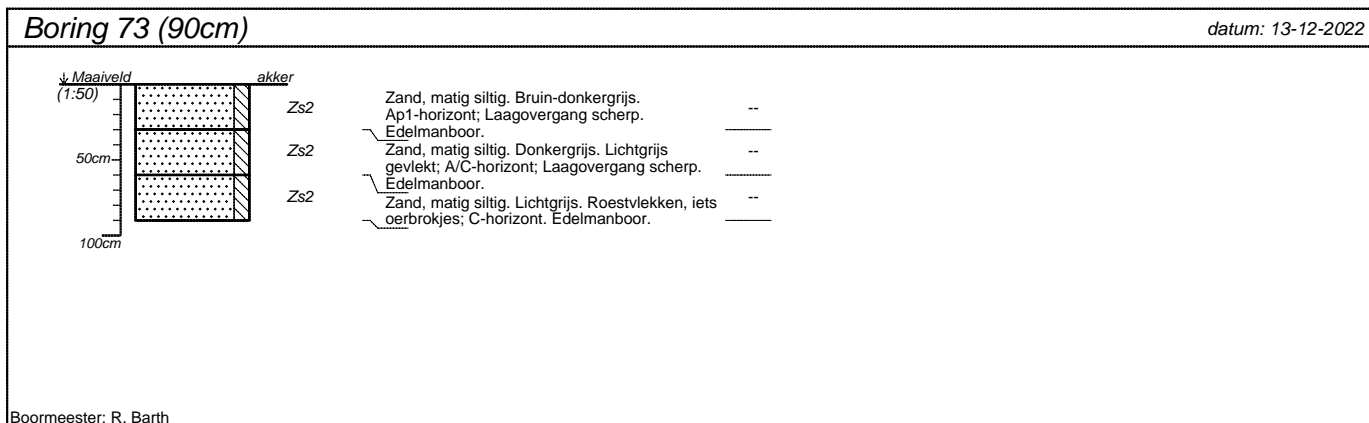 Boring 73 (90cm)
datum: 13-12-2022
Maaiveld
akker
(1:50)
50cm
100cm
Zs2
Zand, matig siltig. Bruin-donkergrijs.
Ap1-horizont; Laagovergang scherp.
Edelmanboor.
--
Zs2
Zand, matig siltig. Donkergrijs. Lichtgrijs
gevlekt; A/C-horizont; Laagovergang scherp.
Edelmanboor.
--
Zs2
Zand, matig siltig. Lichtgrijs. Roestvlekken, iets
oerbrokjes; C-horizont. Edelmanboor.
--
Boormeester: R. Barth